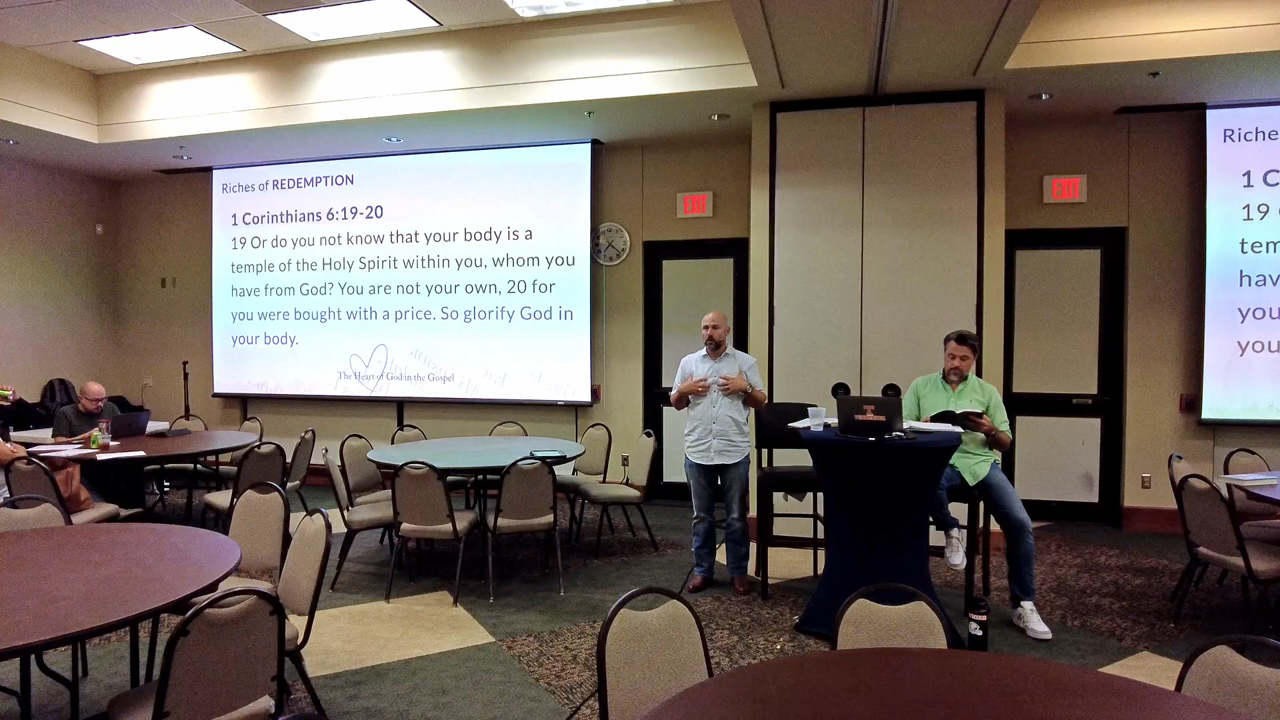 Riches of REDEMPTION
1 Corinthians 6:19-20
19 Or do you not know that your body is a
temple of the Holy Spirit within you, whom you
have from God? You are not your own, 20 for
you were bought with a price. So glorify God in
your body.
The Heart of God in the Gospel
EXIT
EXIT
Riche
1 C
19
tem
hav
you
you
T